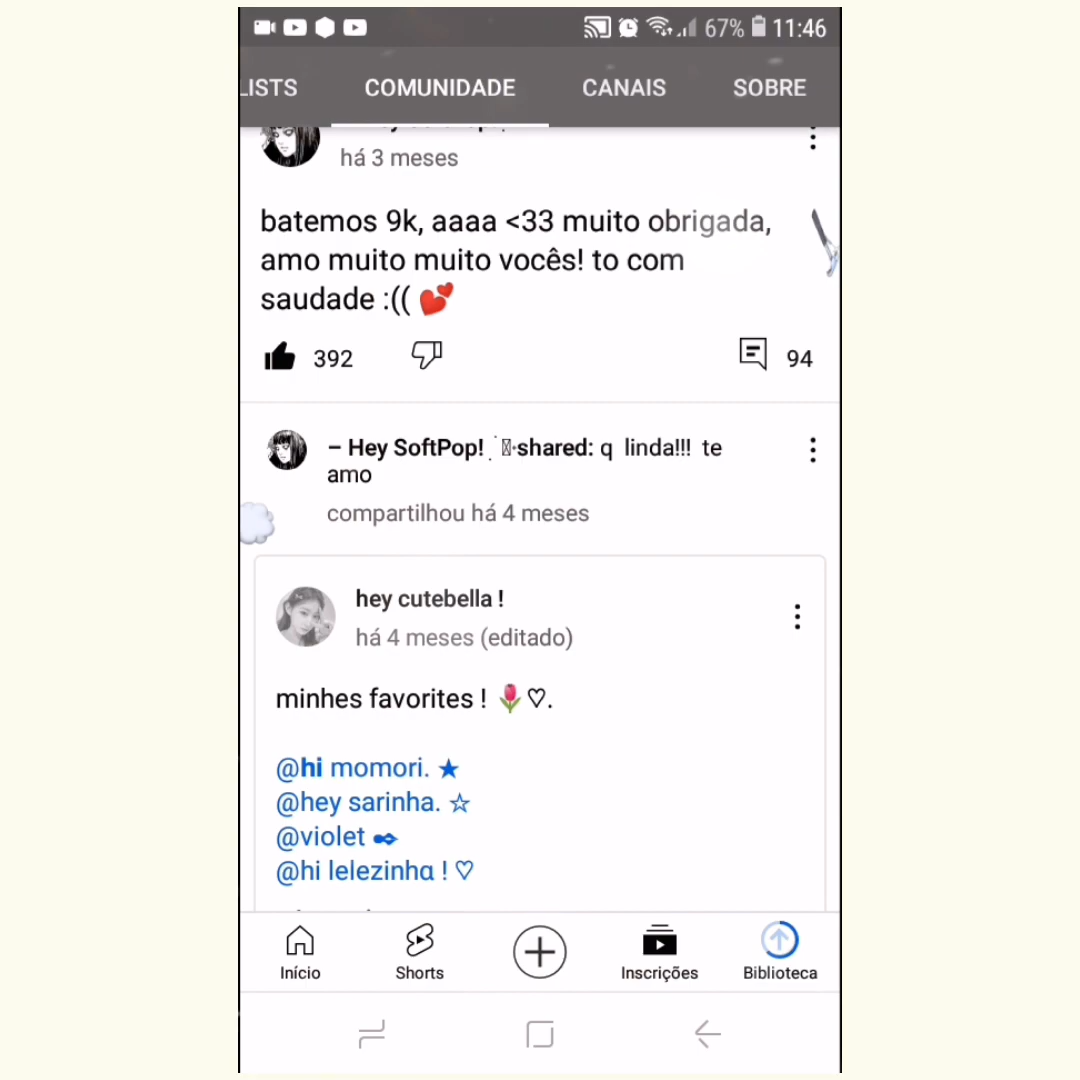 67% 11:46
LISTS COMUNIDADE CANAIS SOBRE
há 3 meses
batemos 9k, aaaa <33 muito obrigada,
amo muito muito vocês! to com
saudade :(( 💕
392 94
– Hey SoftPop! shared: q linda!!! te
amo
compartilhou há 4 meses
hey cutebella !
há 4 meses (editado)
minhes favorites ! 🌷♡.
@hi momori. ★
@hey sarinha. ☆
@violet ✒
@hi lelezinhɑ ! ♡
Início Shorts Inscrições Biblioteca